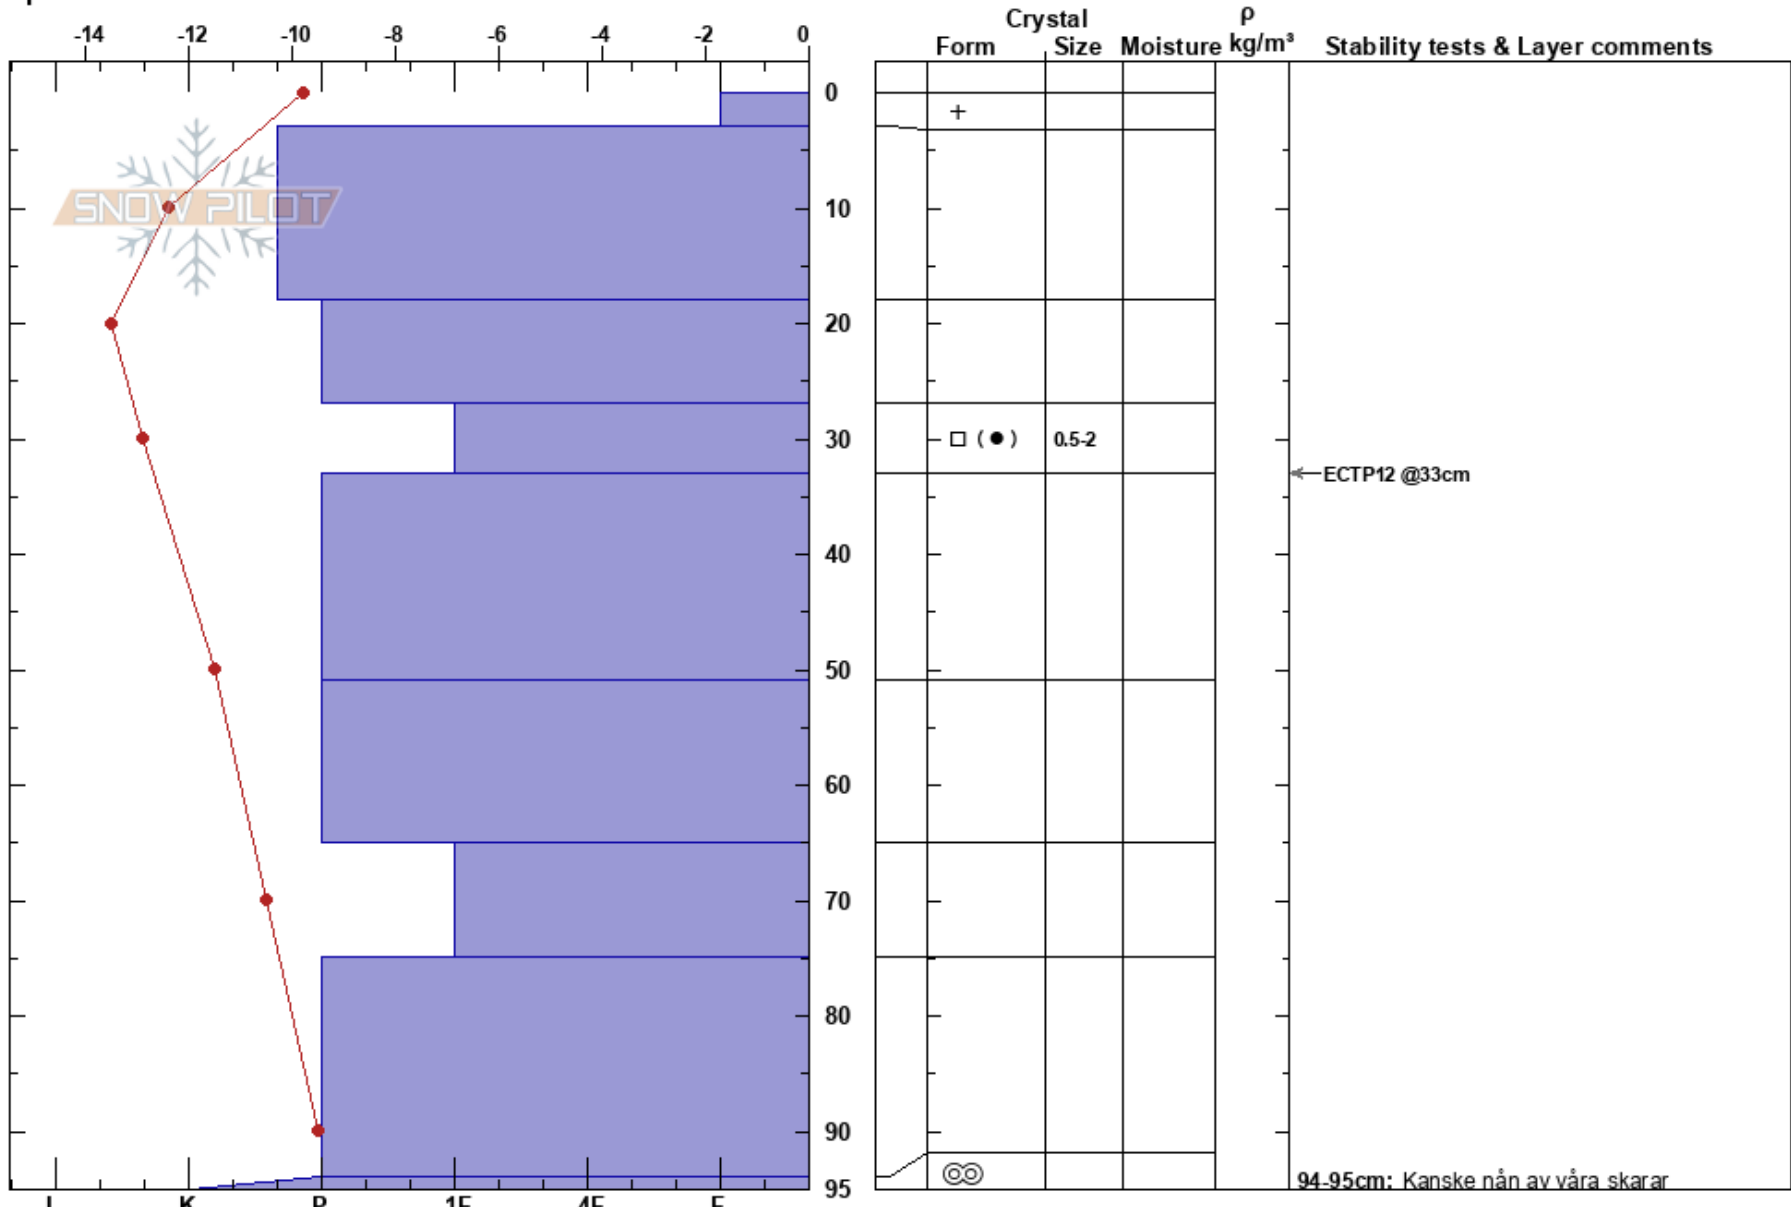 Crystal ρ
-14 -12 -10 -8 -6 -4 -2 0 Form Size Moisture kg/m³ Stability tests & Layer comments
0
+
SNOW PILOT
10
20
30 0.5-2
ECTP12 @33cm
40
50
60
70
80
90
95 94-95cm: Kanske nån av våra skarar
I K P 1F 4F F